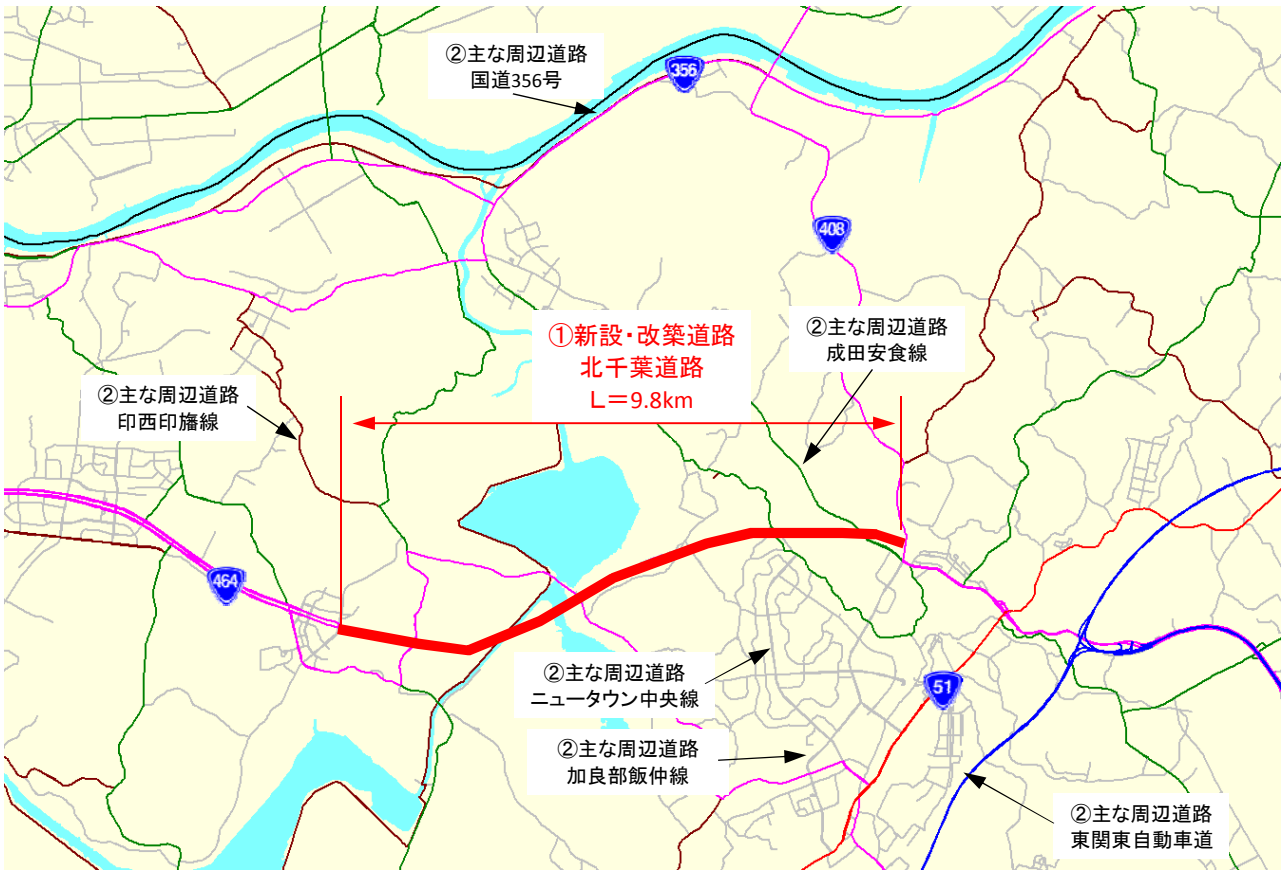 ②主な周辺道路
国道356号
356
408
①新設・改築道路
北千葉道路
L=9.8km
②主な周辺道路
成田安食線
②主な周辺道路
印西印旛線
464
②主な周辺道路
ニュータウン中央線
51
②主な周辺道路
加良部飯仲線
②主な周辺道路
東関東自動車道